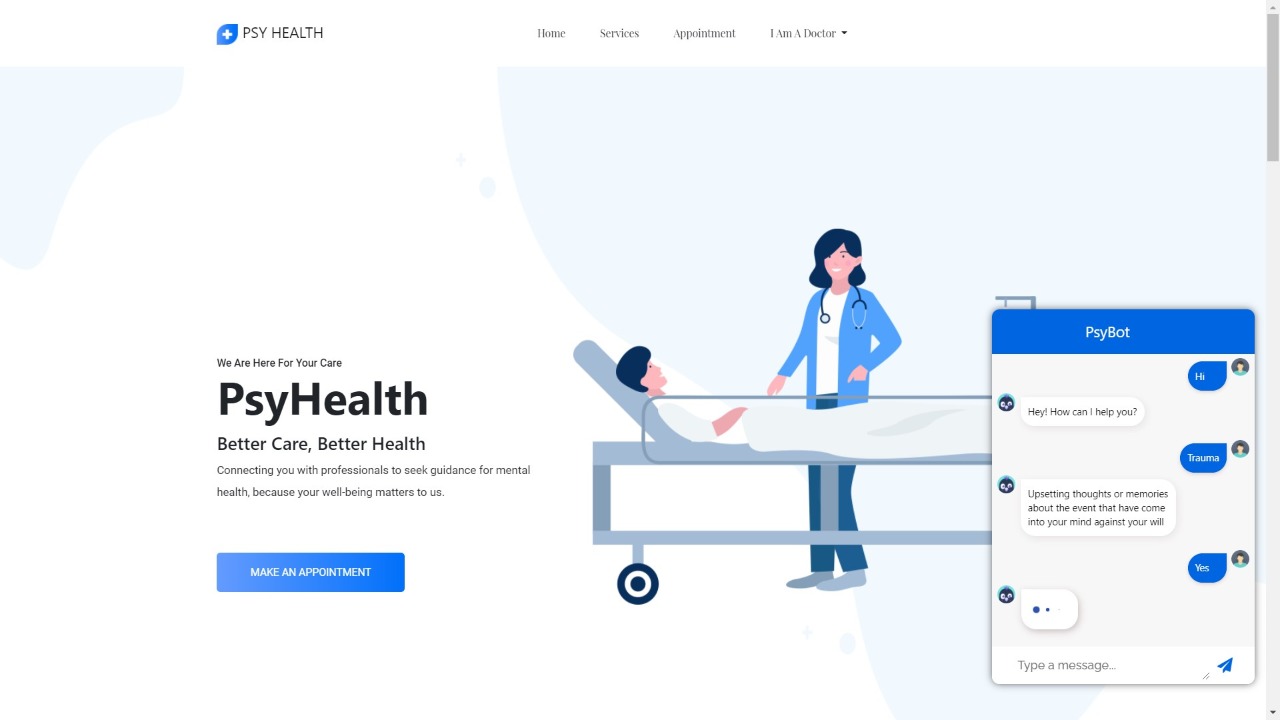 PSY HEALTH
Home
Services
Appointment
I Am A Doctor
We Are Here For Your Care
PsyHealth
Better Care, Better Health
Connecting you with professionals to seek guidance for mental
health, because your well-being matters to us.
MAKE AN APPOINTMENT
PsyBot
Hi
Hey! How can I help you?
Trauma
Upsetting thoughts or memories
about the event that have come
into your mind against your will
Yes
Type a message...